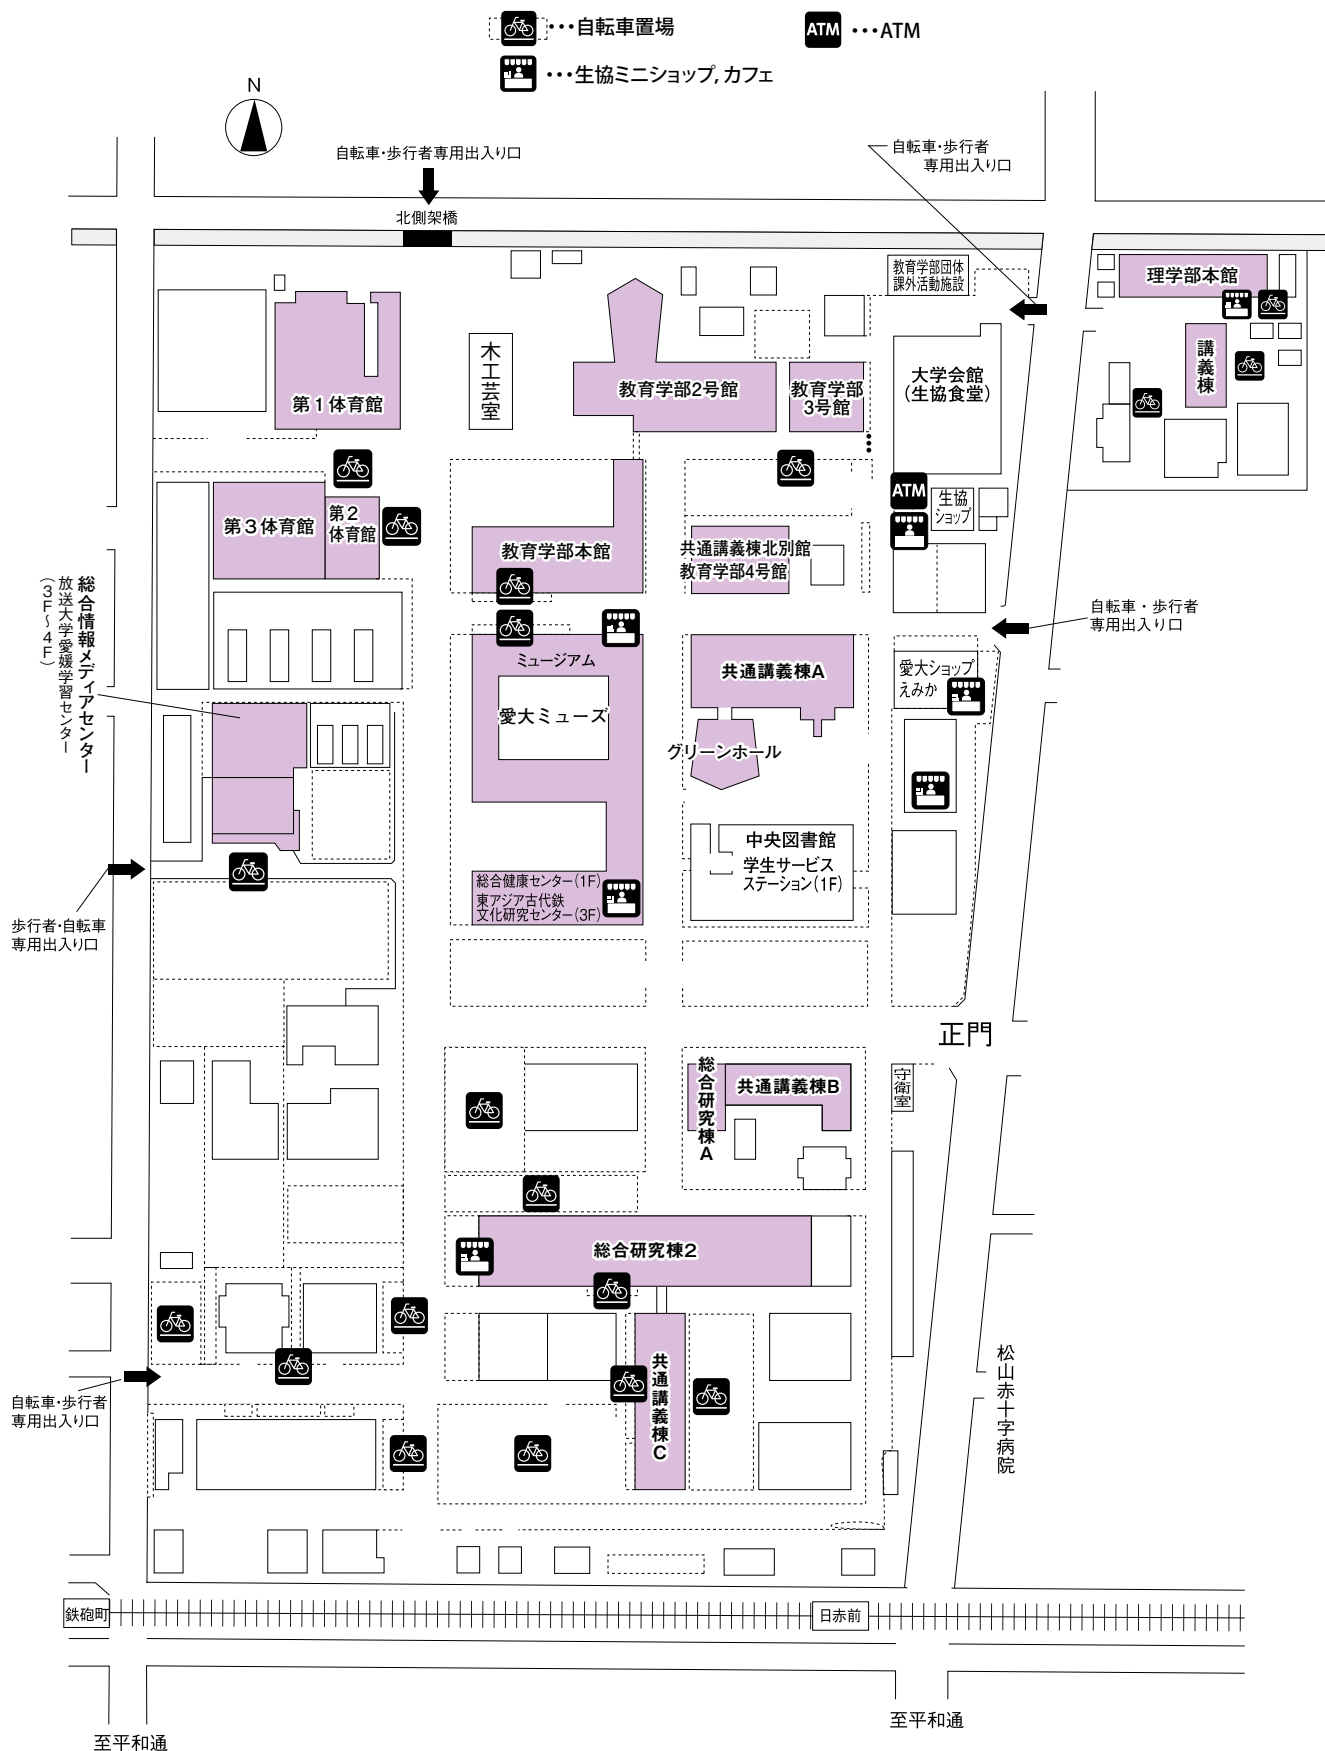 ･･･自転車置場
ATM ･･･ATM
･･･生協ミニショップ，カフェ
N
自転車・歩行者専用出入り口
自転車・歩行者
専用出入り口
北側架橋
教育学部団体
課外活動施設
理学部本館
講義棟
木工芸室
教育学部2号館
教育学部
3号館
大学会館
（生協食堂）
第１体育館
第３体育館
第２
体育館
教育学部本館
共通講義棟北別館
教育学部4号館
ATM
生協
ショップ
自転車・歩行者
専用出入り口
総合情報メディアセンター
放送大学愛媛学習センター
（３Ｆ～４Ｆ）
ミュージアム
愛大ミューズ
共通講義棟A
グリーンホール
愛大ショップ
えみか
中央図書館
学生サービス
ステーション（1F）
総合健康センター（1F）
東アジア古代鉄
文化研究センター（3F）
歩行者・自転車
専用出入り口
正門
守衛室
総合研究棟A
共通講義棟B
総合研究棟2
共通講義棟C
自転車・歩行者
専用出入り口
松山赤十字病院
鉄砲町
日赤前
至平和通
至平和通